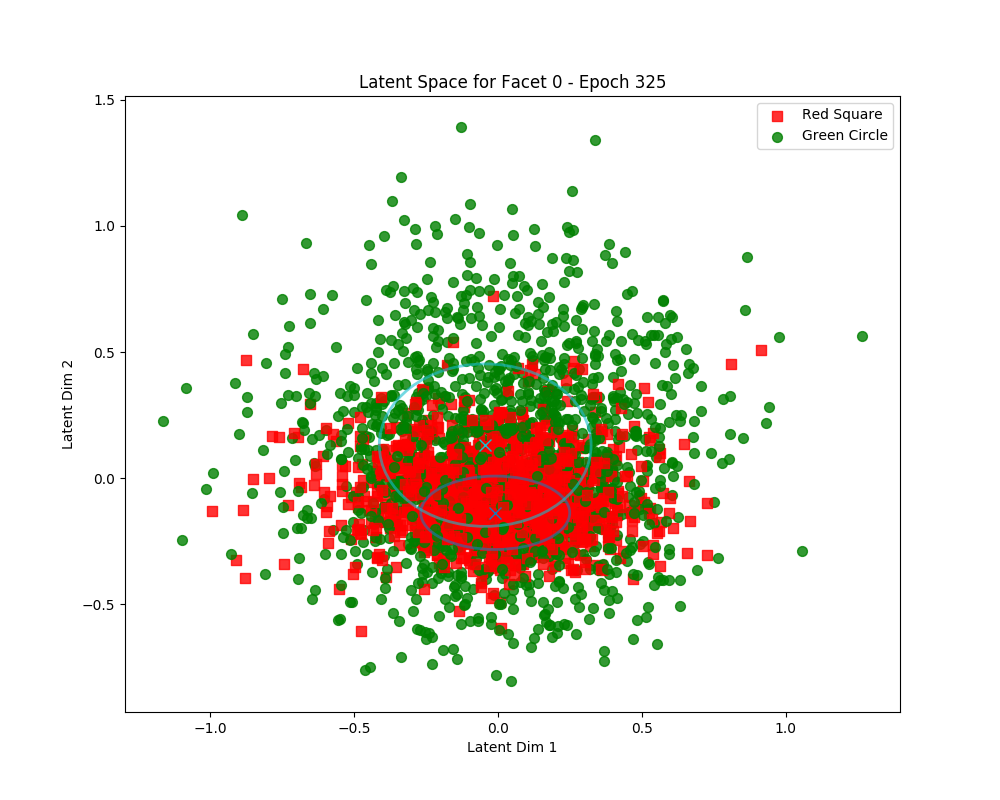 Latent Space for Facet 0 - Epoch 325
Red Square
Green Circle
1.5
1.0
0.5
0.0
−0.5
Latent Dim 2
−1.0
−0.5
0.0
0.5
1.0
Latent Dim 1